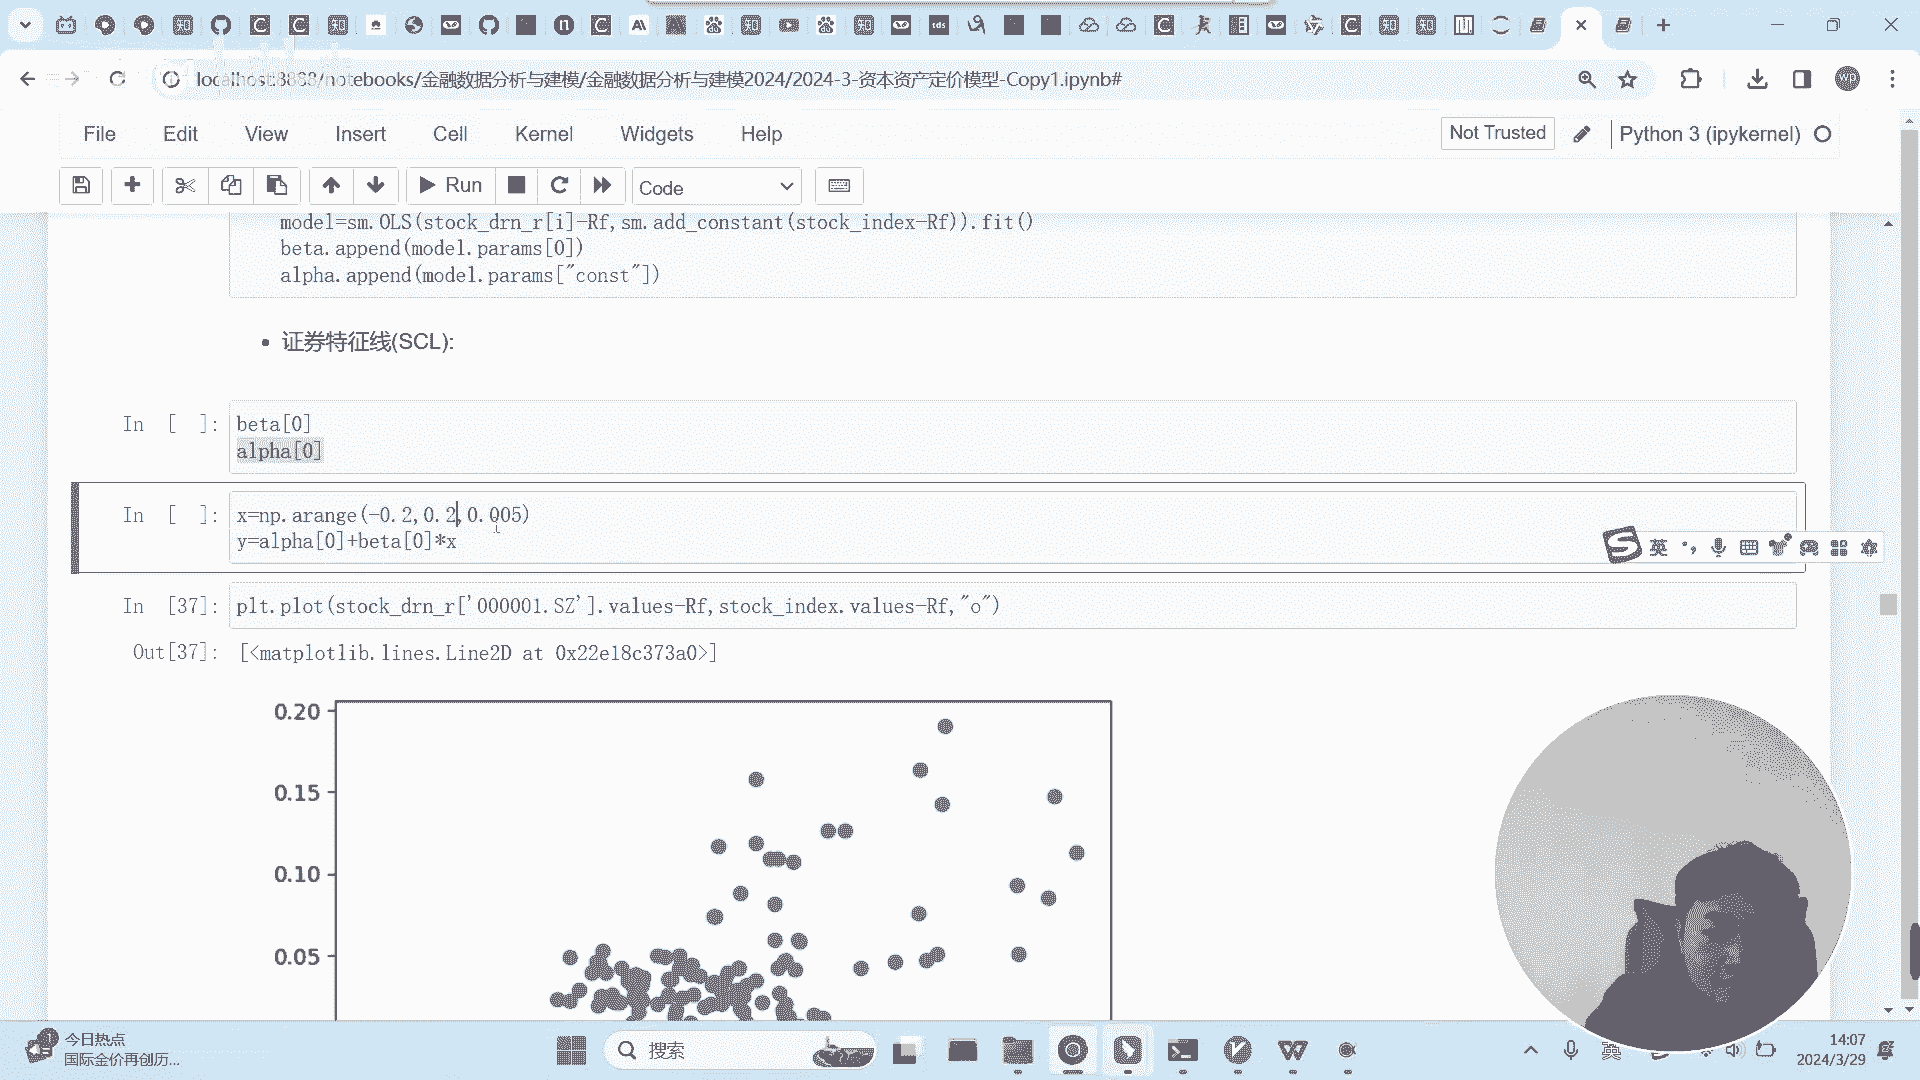 localhost:8888/notebooks/金融数据分析与建模/金融数据分析与建模2024/2024-3-资本资产定价模型-Copy1.ipynb#
wp
File Edit View Insert Cell Kernel Widgets Help
Not Trusted
Python 3 (ipykernel)
Run
Code
model=sm.OLS(stock_drn_r[i]-Rf,sm.add_constant(stock_index-Rf)).fit()
beta.append(model.params[0])
alpha.append(model.params["const"])
证券特征线(SCL):
In [ ]: beta[0]
alpha[0]
In [ ]: x=np.arange(-0.2,0.2,0.005)
y=alpha[0]+beta[0]*x
英
In [37]: plt.plot(stock_drn_r['000001.SZ'].values-Rf,stock_index.values-Rf,"o")
Out[37]: [<matplotlib.lines.Line2D at 0x22e18c373a0>]
0.20
0.15
0.10
0.05
今日热点
国际金价再创历...
搜索
英
14:07
2024/3/29